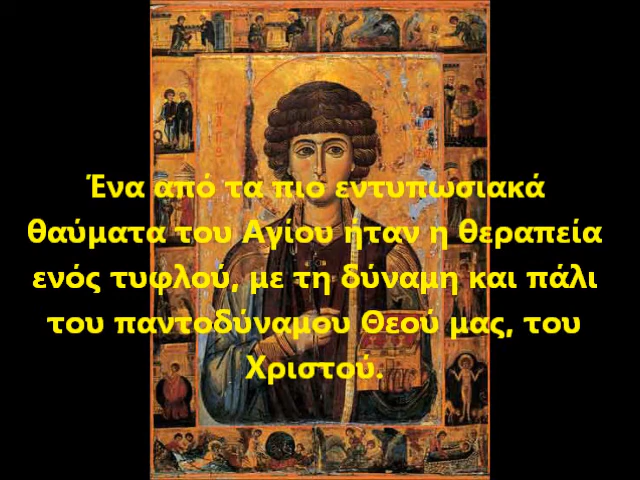 Ένα από τα πιο εντυπωσιακά
θαύματα του Αγίου ήταν η θεραπεία
ενός τυφλού, με τη δύναμη και πάλι
του παντοδύναμου Θεού μας, του
Χριστού.